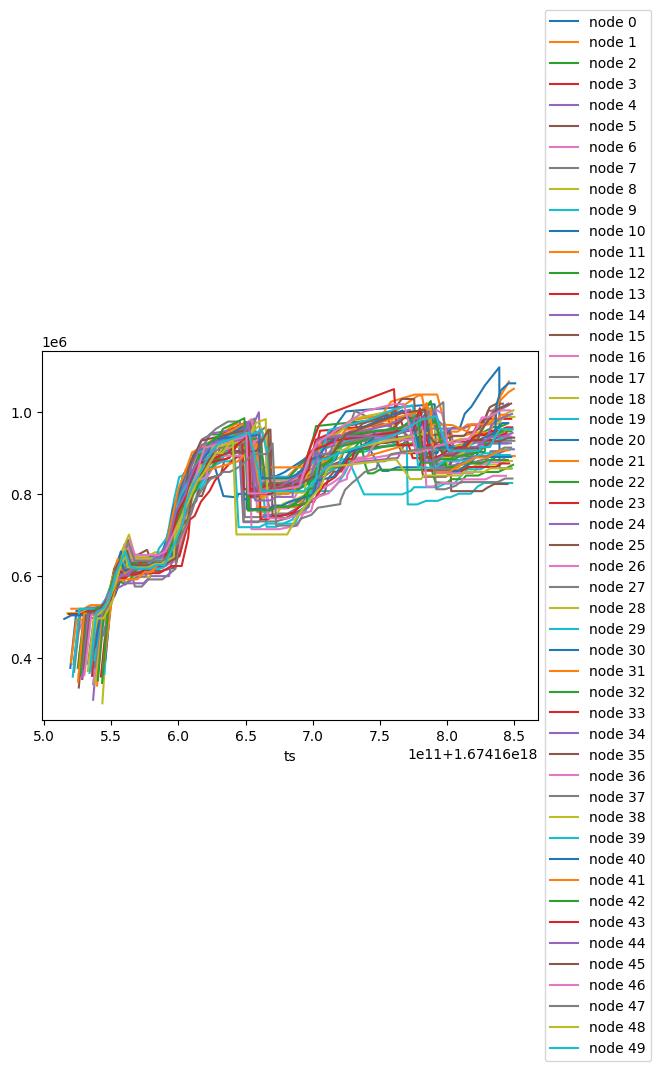 1e6
1.0
0.8
0.6
0.4
5.0 5.5 6.0 6.5 7.0 7.5 8.0 8.5
ts
1e11+1.67416e18
node 0
node 1
node 2
node 3
node 4
node 5
node 6
node 7
node 8
node 9
node 10
node 11
node 12
node 13
node 14
node 15
node 16
node 17
node 18
node 19
node 20
node 21
node 22
node 23
node 24
node 25
node 26
node 27
node 28
node 29
node 30
node 31
node 32
node 33
node 34
node 35
node 36
node 37
node 38
node 39
node 40
node 41
node 42
node 43
node 44
node 45
node 46
node 47
node 48
node 49